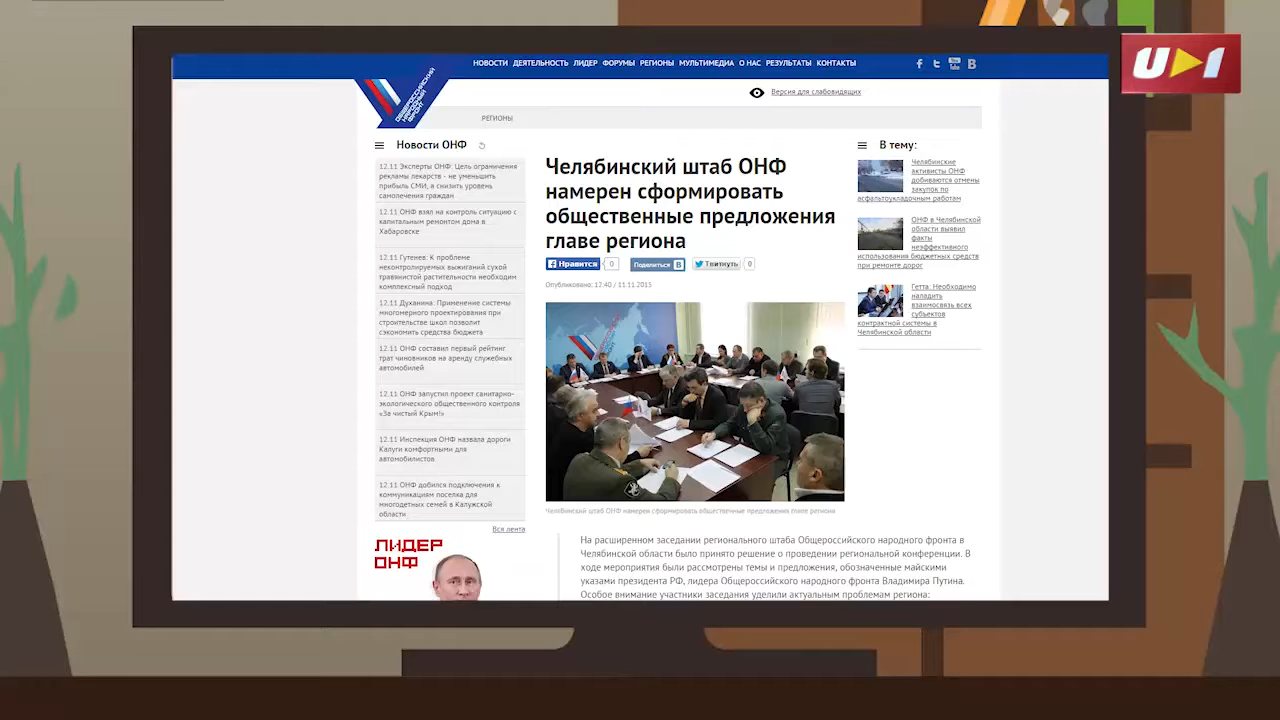 U1
НОВОСТИ ДЕЯТЕЛЬНОСТЬ ЛИДЕР ФОРУМЫ РЕГИОНЫ МУЛЬТИМЕДИА О НАС РЕЗУЛЬТАТЫ КОНТАКТЫ
ОБЩЕРОССИЙСКИЙ
НАРОДНЫЙ
ФРОНТ
Версия для слабовидящих
РЕГИОНЫ
Новости ОНФ
12.11 Эксперты ОНФ: Цель ограничения
рекламы лекарств - не уменьшить
прибыль СМИ, а снизить уровень
самолечения граждан
12.11 ОНФ взял на контроль ситуацию с
капитальным ремонтом дома в
Хабаровске
12.11 Гутенев: К проблеме
неконтролируемых выжиганий сухой
травянистой растительности необходим
комплексный подход
12.11 Духанина: Применение системы
многомерного проектирования при
строительстве школ позволит
сэкономить средства бюджета
12.11 ОНФ составил первый рейтинг
трат чиновников на аренду служебных
автомобилей
12.11 ОНФ запустил проект санитарно-
экологического общественного контроля
«За чистый Крым!»
12.11 Инспекция ОНФ назвала дороги
Калуги комфортными для
автомобилистов
12.11 ОНФ добился подключения к
коммуникациям поселка для
многодетных семей в Калужской
области
Вся лента
ЛИДЕР
ОНФ
Челябинский штаб ОНФ
намерен сформировать
общественные предложения
главе региона
Нравится 0 Поделиться В Твитнуть 0
Опубликовано: 12:40 / 11.11.2015
Челябинский штаб ОНФ намерен сформировать общественные предложения главе региона
На расширенном заседании регионального штаба Общероссийского народного фронта в
Челябинской области было принято решение о проведении региональной конференции. В
ходе мероприятия были рассмотрены темы и предложения, обозначенные майскими
указами президента РФ, лидера Общероссийского народного фронта Владимира Путина.
Особое внимание участники заседания уделили актуальным проблемам региона:
В тему:
Челябинские
активисты ОНФ
добиваются отмены
закупок по
асфальтоукладочным работам
ОНФ в Челябинской
области выявил
факты
неэффективного
использования бюджетных средств
при ремонте дорог
Гетта: Необходимо
наладить
взаимосвязь всех
субъектов
контрактной системы в
Челябинской области